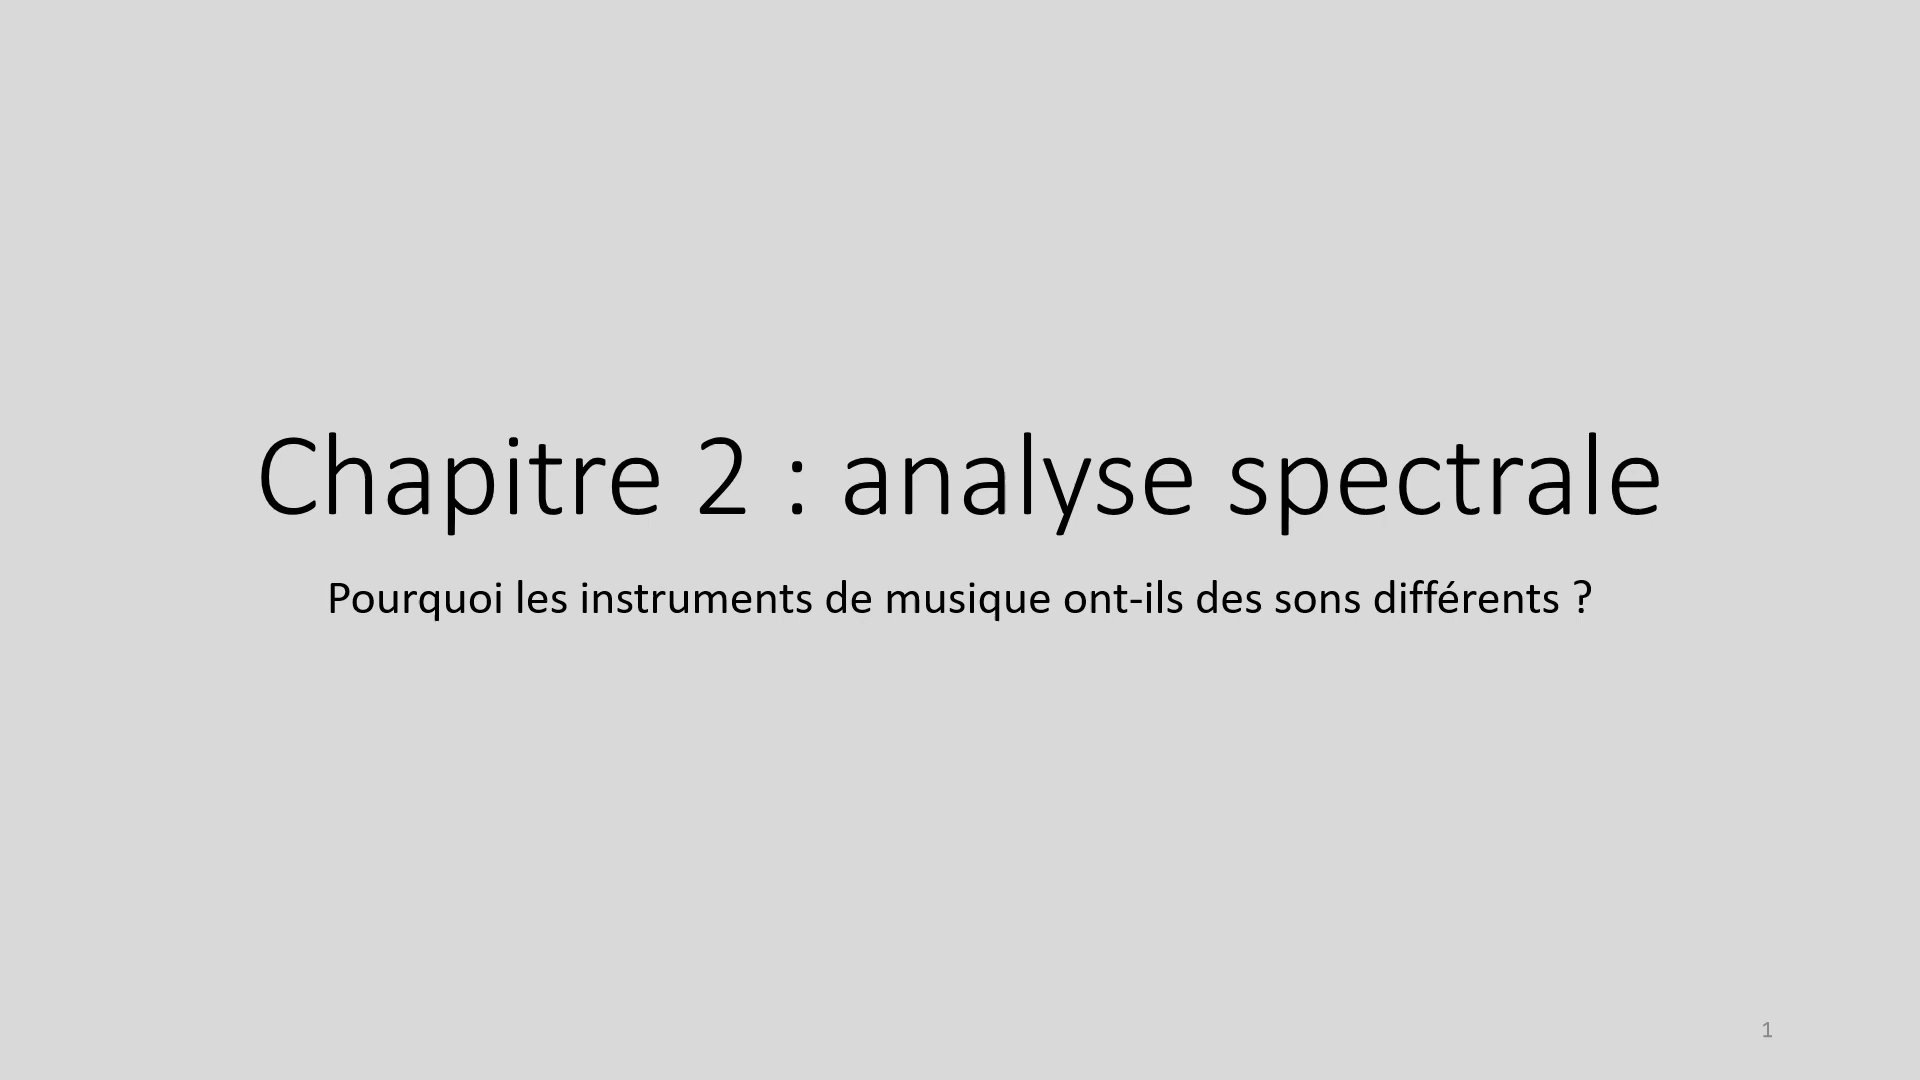 Chapitre 2 : analyse spectrale
Pourquoi les instruments de musique ont-ils des sons différents ?
1